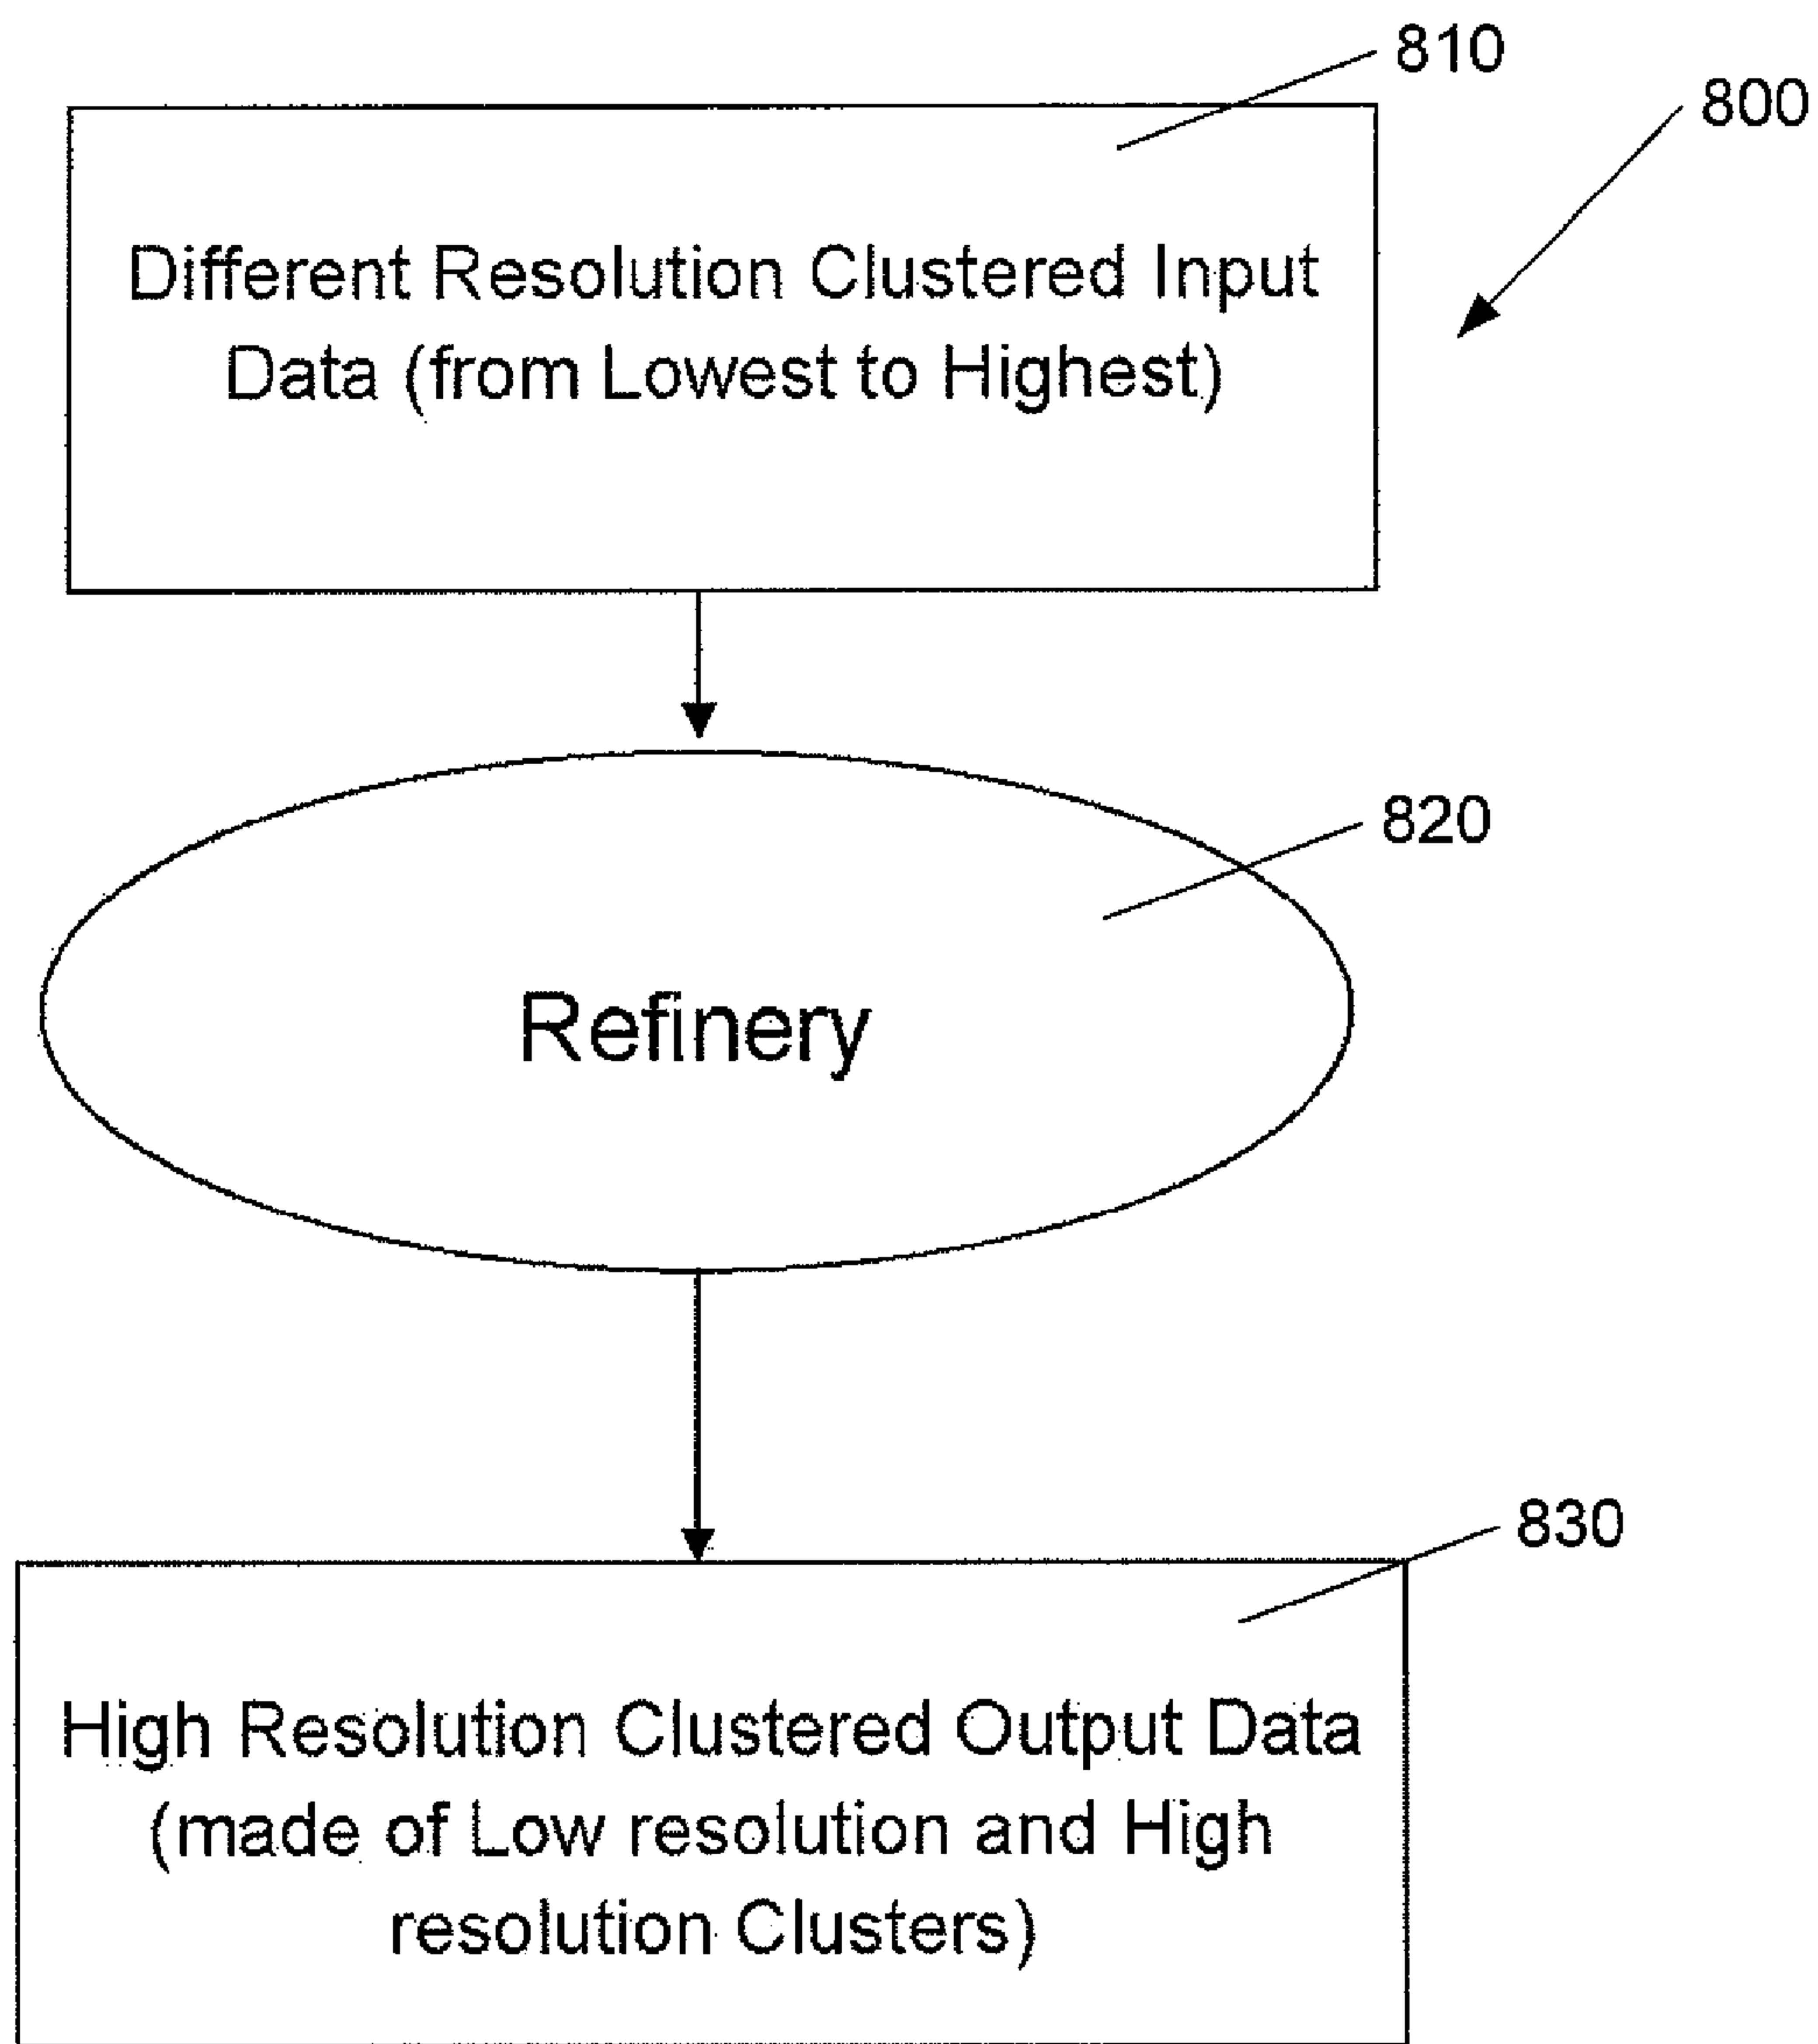 810
800
Different Resolution Clustered Input
Data (from Lowest to Highest)
820
Refinery
830
High Resolution Clustered Output Data
(made of Low resolution and High
resolution Clusters)